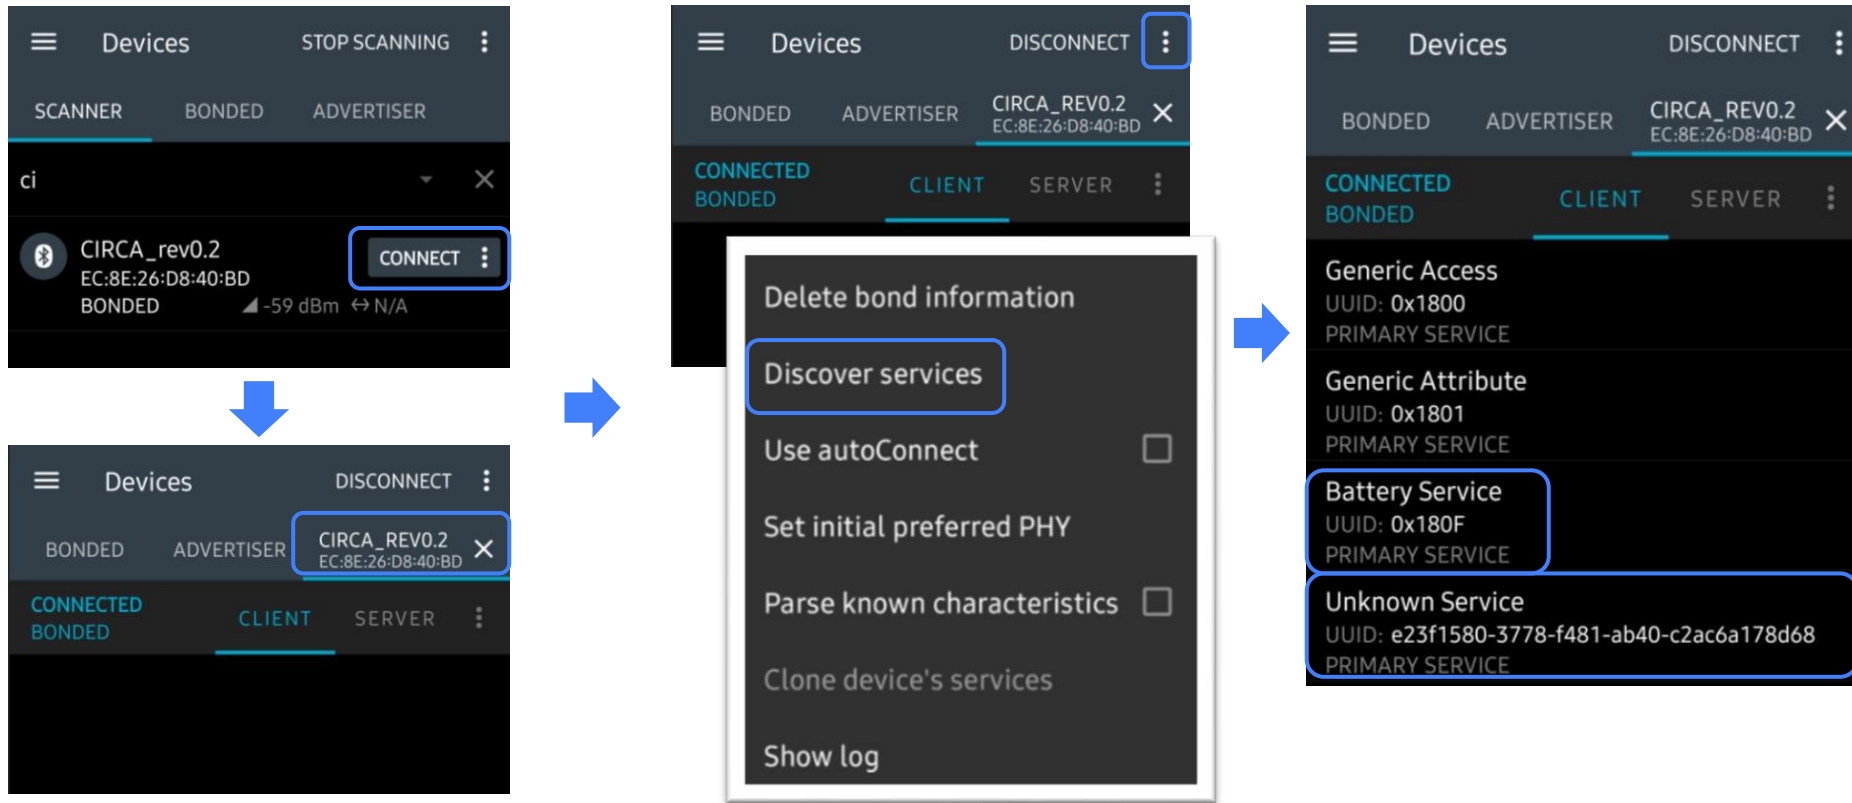 Devices STOP SCANNING
SCANNER BONDED ADVERTISER
ci
CIRCA_rev0.2 CONNECT
EC:8E:26:D8:40:BD
BONDED -59 dBm N/A
Devices DISCONNECT
BONDED ADVERTISER CIRCA_REV0.2
EC:8E:26:D8:40:BD
CONNECTED
BONDED CLIENT SERVER
Devices DISCONNECT
BONDED ADVERTISER CIRCA_REV0.2
EC:8E:26:D8:40:BD
CONNECTED
BONDED CLIENT SERVER
Delete bond information
Discover services
Use autoConnect
Set initial preferred PHY
Parse known characteristics
Clone device's services
Show log
Devices DISCONNECT
BONDED ADVERTISER CIRCA_REV0.2
EC:8E:26:D8:40:BD
CONNECTED
BONDED CLIENT SERVER
Generic Access
UUID: 0x1800
PRIMARY SERVICE
Generic Attribute
UUID: 0x1801
PRIMARY SERVICE
Battery Service
UUID: 0x180F
PRIMARY SERVICE
Unknown Service
UUID: e23f1580-3778-f481-ab40-c2ac6a178d68
PRIMARY SERVICE